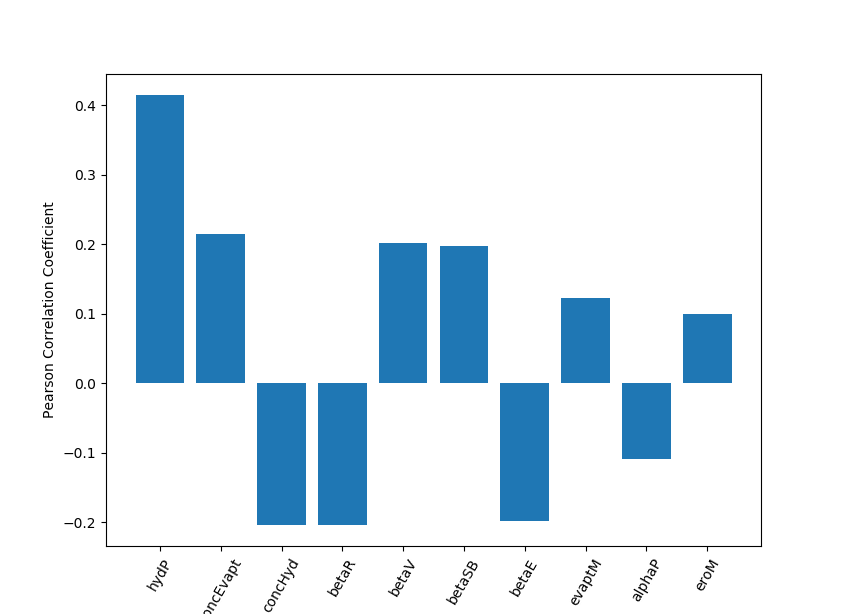 Pearson Correlation Coefficient
0.4
0.3
0.2
0.1
0.0
−0.1
−0.2
hydP
oncEvapt
concHyd
betaR
betaV
betaSB
betaE
evaptM
alphaP
eroM